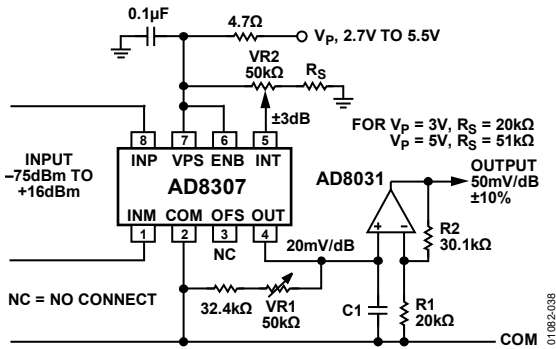 0.1µF
4.7Ω
V_P, 2.7V TO 5.5V
VR2
50kΩ
R_S
±3dB
FOR V_P = 3V, R_S = 20kΩ
V_P = 5V, R_S = 51kΩ
8 7 6 5
INP VPS ENB INT
INPUT
–75dBm TO
+16dBm
AD8307
AD8031
OUTPUT
50mV/dB
±10%
INM COM OFS OUT
1 2 3 4
NC
20mV/dB
+ –
R2
30.1kΩ
NC = NO CONNECT
32.4kΩ
VR1
50kΩ
C1
R1
20kΩ
COM
01082-038